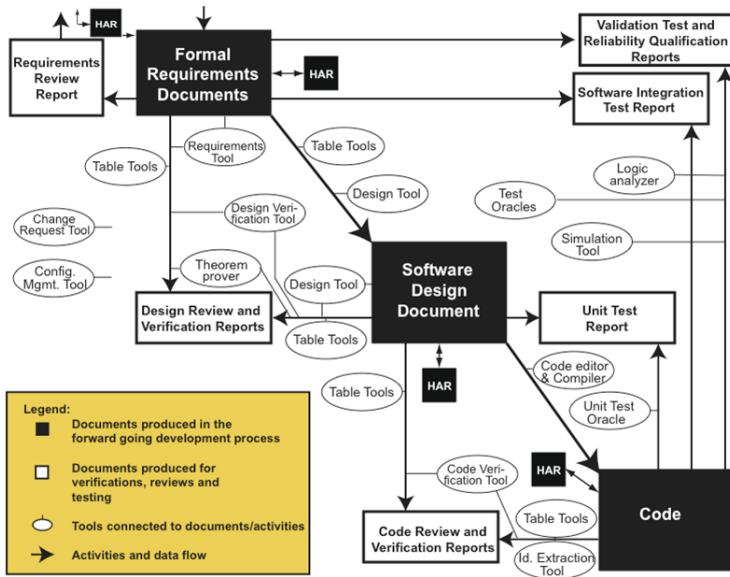 HAR
Formal
Requirements
Documents
HAR
Requirements
Review
Report
Validation Test and
Reliability Qualification
Reports
Software Integration
Test Report
Requirements
Tool
Table Tools
Table Tools
Design Tool
Logic
analyzer
Test
Oracles
Change
Request Tool
Design Veri-
fication Tool
Simulation
Tool
Config.
Mgmt. Tool
Theorem
prover
Design Tool
Software
Design
Document
Design Review and
Verification Reports
Table Tools
Unit Test
Report
HAR
Table Tools
Code editor
& Compiler
Unit Test
Oracle
Legend:
Documents produced in the
forward going development process
Documents produced for
verifications, reviews and
testing
Tools connected to documents/activities
Activities and data flow
Code Veri-
fication Tool
HAR
Table Tools
Code
Code Review and
Verification Reports
Id. Extraction
Tool